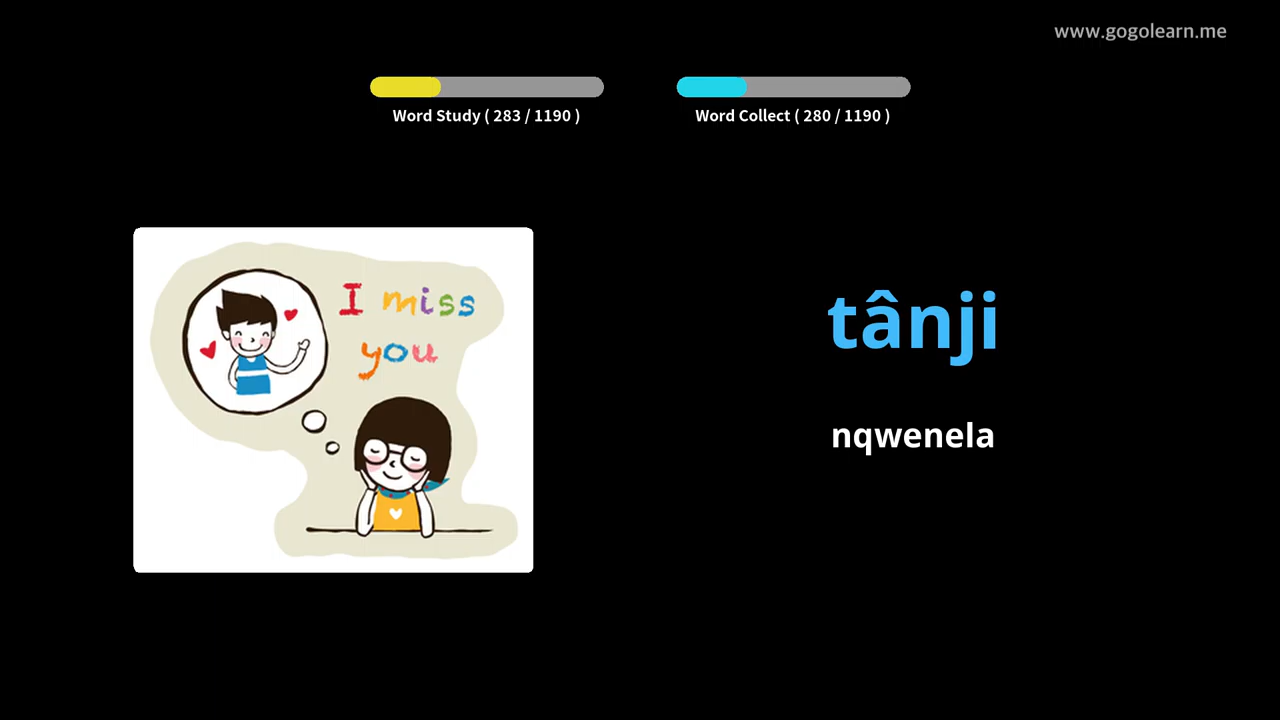 www.gogolearn.me
Word Study ( 283 / 1190 )
Word Collect ( 280 / 1190 )
I miss
you
tânji
nqwenela